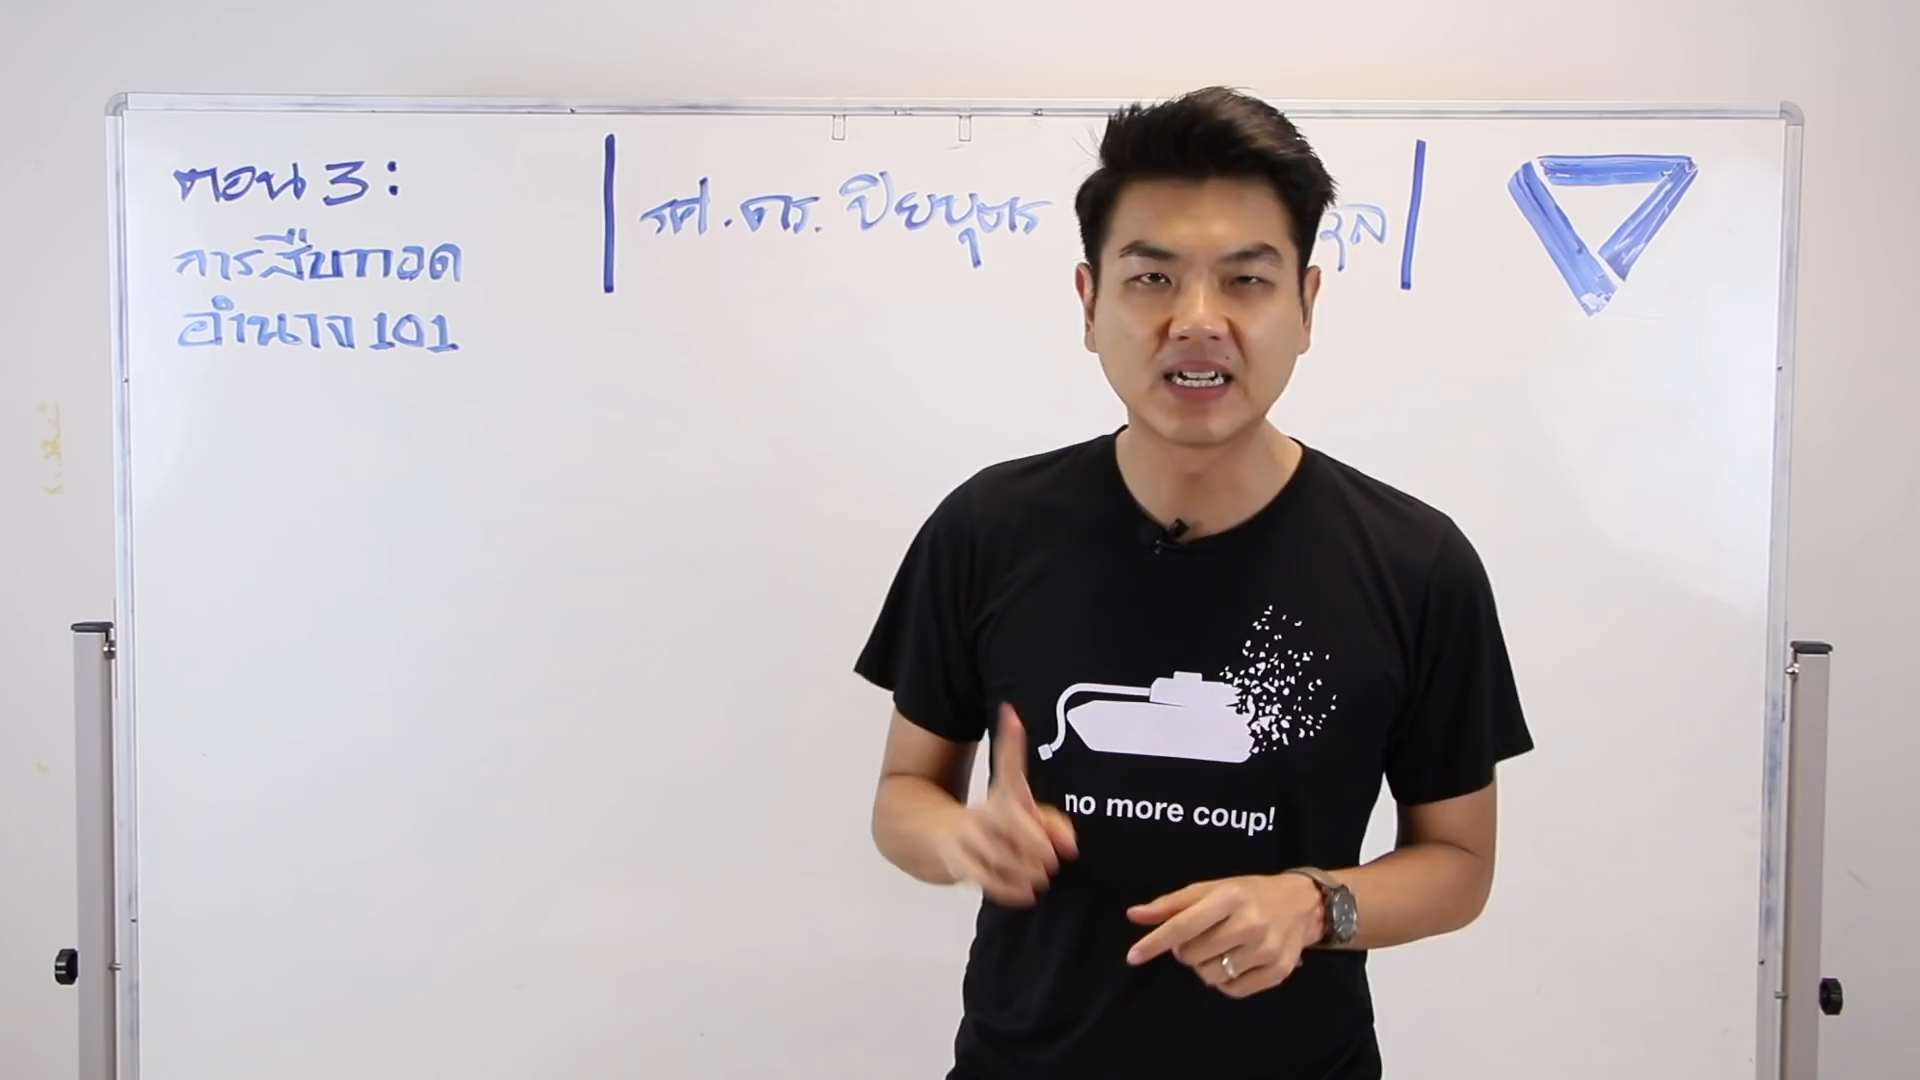 ตอน 3 :
การสืบทอด
อำนาจ 101
รศ.ดร. ปิยบุตร
no more coup!